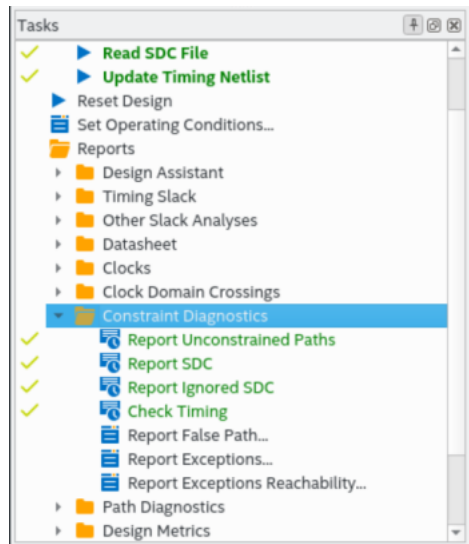 Tasks
Read SDC File
Update Timing Netlist
Reset Design
Set Operating Conditions...
Reports
Design Assistant
Timing Slack
Other Slack Analyses
Datasheet
Clocks
Clock Domain Crossings
Constraint Diagnostics
Report Unconstrained Paths
Report SDC
Report Ignored SDC
Check Timing
Report False Path...
Report Exceptions...
Report Exceptions Reachability...
Path Diagnostics
Design Metrics